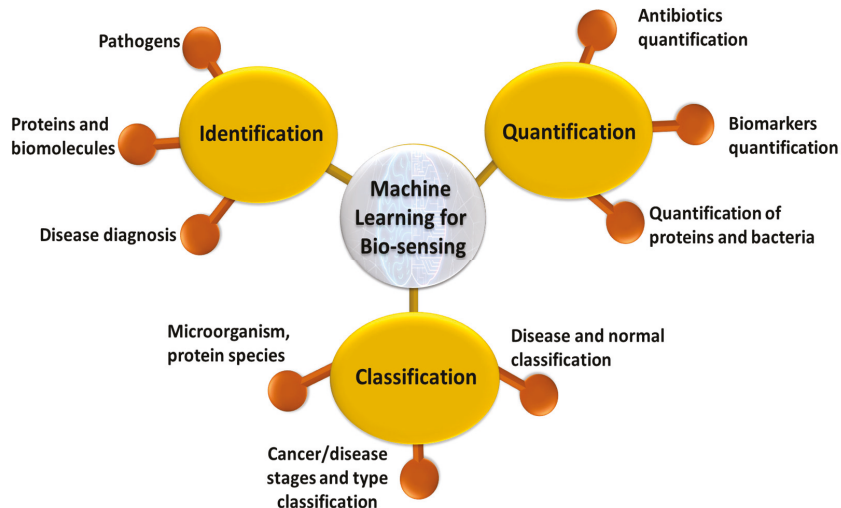 Pathogens
Proteins and
biomolecules
Disease diagnosis
Identification
Machine
Learning for
Bio-sensing
Antibiotics
quantification
Quantification
Biomarkers
quantification
Quantification of
proteins and bacteria
Microorganism,
protein species
Classification
Disease and normal
classification
Cancer/disease
stages and type
classification